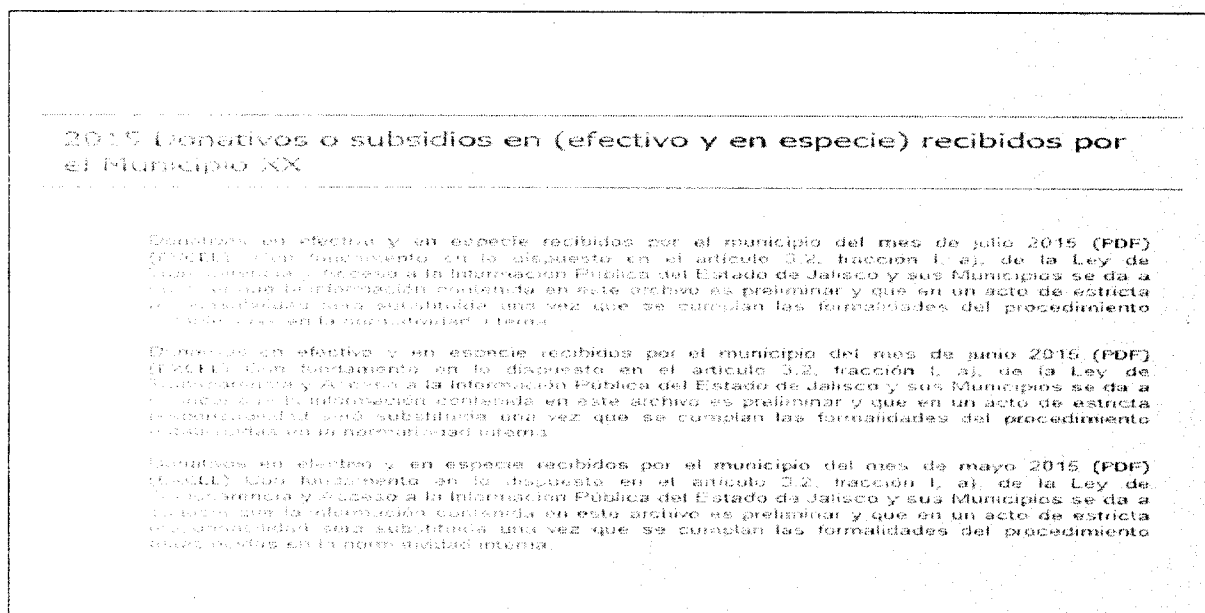 2015 Donativos o subsidios en (efectivo y en especie) recibidos por
el Municipio XX
Donativos en efectivo y en especie recibidos por el municipio del mes de julio 2015 (PDF)
(EXCEL) Con fundamento en lo dispuesto en el artículo 3.2, fracción I, a), de la Ley de
Transparencia y Acceso a la Información Pública del Estado de Jalisco y sus Municipios se da a
que la información contenida en este archivo es preliminar y que en un acto de estricta
responsabilidad será substituida una vez que se cumplan las formalidades del procedimiento
en la normatividad interna.
Donativos en efectivo y en especie recibidos por el municipio del mes de junio 2015 (PDF)
(EXCEL) Con fundamento en lo dispuesto en el artículo 3.2, fracción I, a), de la Ley de
Transparencia y Acceso a la Información Pública del Estado de Jalisco y sus Municipios se da a
la información contenida en este archivo es preliminar y que en un acto de estricta
responsabilidad será substituida una vez que se cumplan las formalidades del procedimiento
en la normatividad interna.
Donativos en efectivo y en especie recibidos por el municipio del mes de mayo 2015 (PDF)
(EXCEL) Con fundamento en lo dispuesto en el artículo 3.2, fracción I, a), de la Ley de
Transparencia y Acceso a la Información Pública del Estado de Jalisco y sus Municipios se da a
que la información contenida en este archivo es preliminar y que en un acto de estricta
responsabilidad será substituida una vez que se cumplan las formalidades del procedimiento
en la normatividad interna.